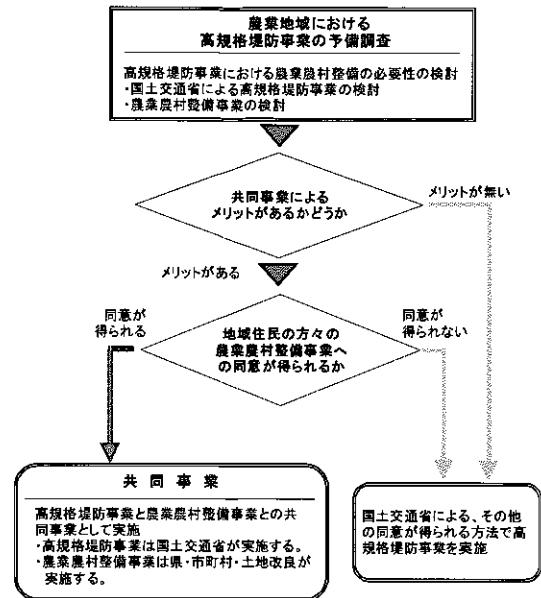 農業地域における
高規格堤防事業の予備調査
高規格堤防事業における農業農村整備の必要性の検討
・国土交通省による高規格堤防事業の検討
・農業農村整備事業の検討
共同事業による
メリットがあるかどうか
メリットが無い
メリットがある
同意が
得られる
地域住民の方々の
農業農村整備事業へ
の同意が得られるか
同意が
得られない
共同事業
高規格堤防事業と農業農村整備事業との共
同事業として実施
・高規格堤防事業は国土交通省が実施する。
・農業農村整備事業は県・市町村・土地改良が
実施する。
国土交通省による、その他
の同意が得られる方法で高
規格堤防事業を実施